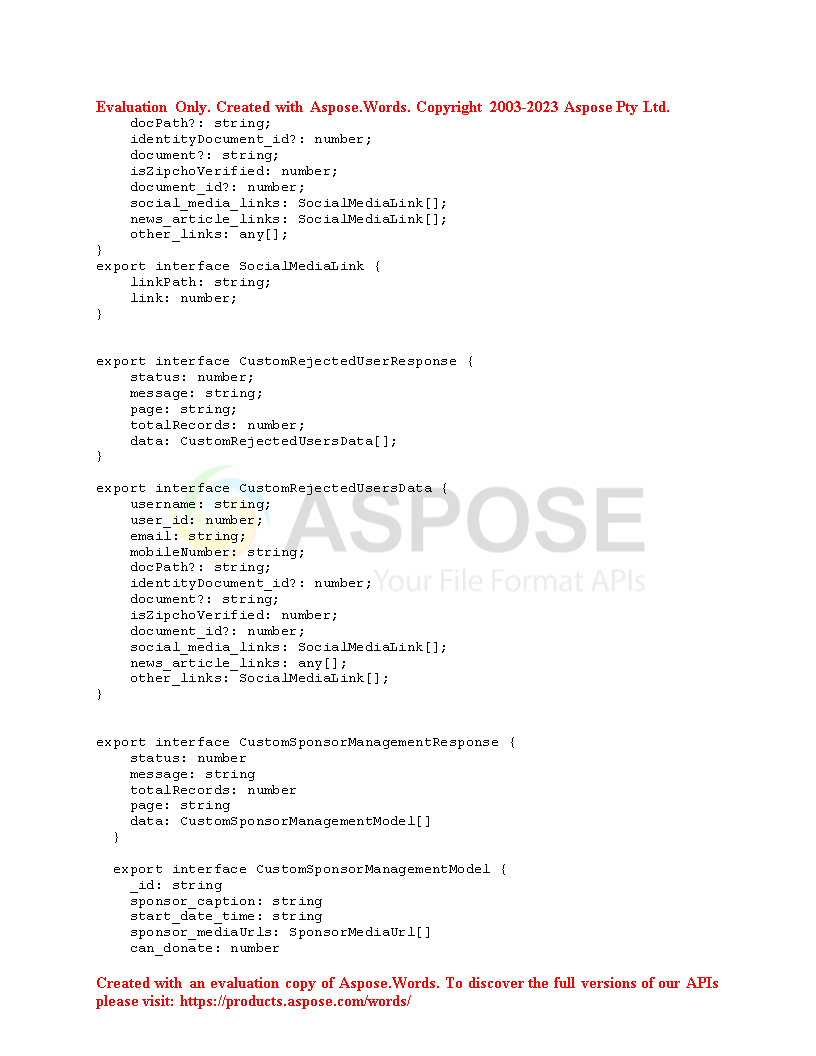 Evaluation Only. Created with Aspose.Words. Copyright 2003-2023 Aspose Pty Ltd.
    docPath?: string;
    identityDocument_id?: number;
    document?: string;
    isZipchoVerified: number;
    document_id?: number;
    social_media_links: SocialMediaLink[];
    news_article_links: SocialMediaLink[];
    other_links: any[];
}
export interface SocialMediaLink {
    linkPath: string;
    link: number;
}
export interface CustomRejectedUserResponse {
    status: number;
    message: string;
    page: string;
    totalRecords: number;
    data: CustomRejectedUsersData[];
}
export interface CustomRejectedUsersData {
    username: string;
    user_id: number;
    email: string;
    mobileNumber: string;
    docPath?: string;
    identityDocument_id?: number;
    document?: string;
    isZipchoVerified: number;
    document_id?: number;
    social_media_links: SocialMediaLink[];
    news_article_links: any[];
    other_links: SocialMediaLink[];
}
ASPOSE
Your File Format APIs
export interface CustomSponsorManagementResponse {
    status: number
    message: string
    totalRecords: number
    page: string
    data: CustomSponsorManagementModel[]
  }
  export interface CustomSponsorManagementModel {
    _id: string
    sponsor_caption: string
    start_date_time: string
    sponsor_mediaUrls: SponsorMediaUrl[]
    can_donate: number
Created with an evaluation copy of Aspose.Words. To discover the full versions of our APIs
please visit: https://products.aspose.com/words/